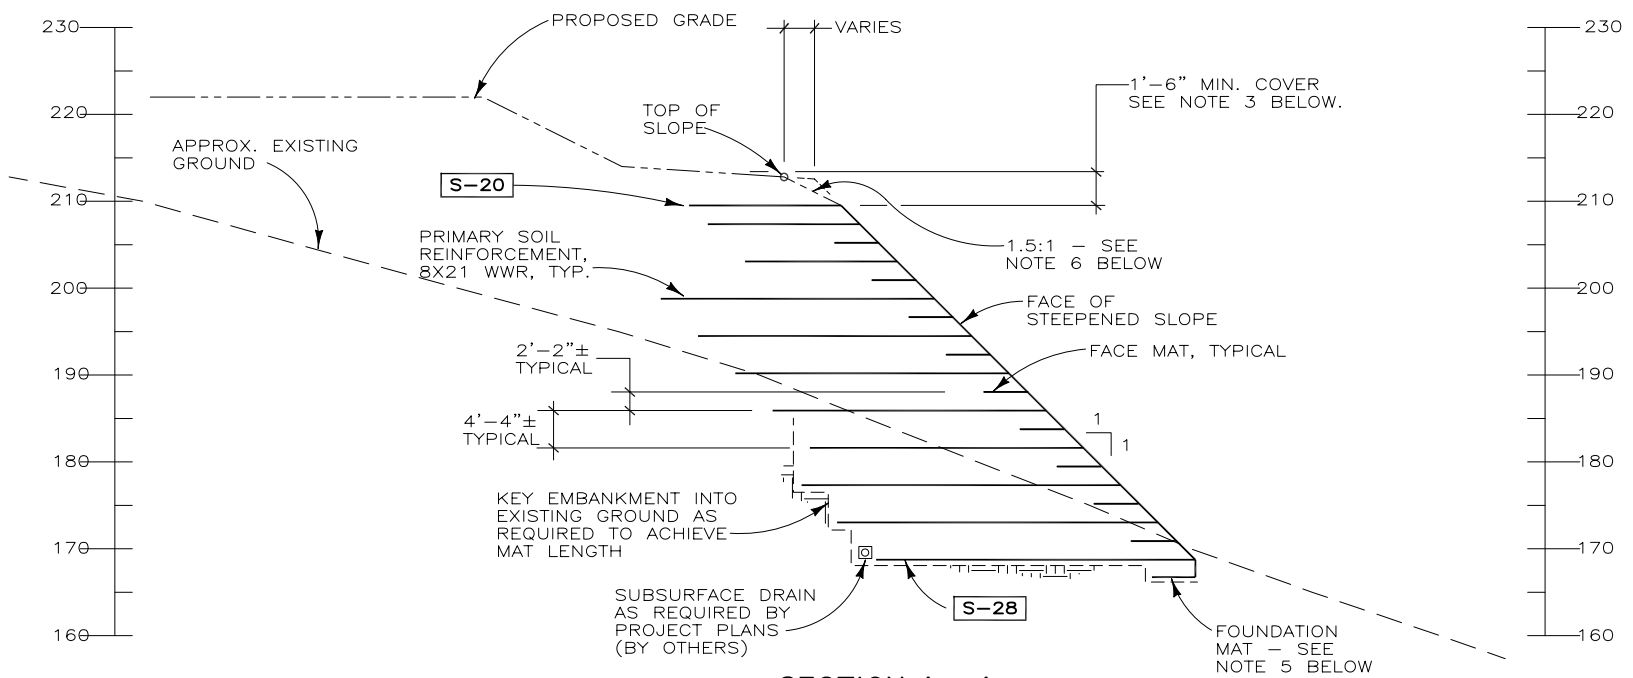 230
PROPOSED GRADE
VARIES
230
1'-6" MIN. COVER
SEE NOTE 3 BELOW.
220
TOP OF
SLOPE
220
APPROX. EXISTING
GROUND
S-20
210
210
PRIMARY SOIL
REINFORCEMENT,
8X21 WWR, TYP.
1.5:1 - SEE
NOTE 6 BELOW
200
200
FACE OF
STEEPENED SLOPE
2'-2"±
TYPICAL
FACE MAT, TYPICAL
190
190
4'-4"±
TYPICAL
1
1
180
180
KEY EMBANKMENT INTO
EXISTING GROUND AS
REQUIRED TO ACHIEVE
MAT LENGTH
170
170
SUBSURFACE DRAIN
AS REQUIRED BY
PROJECT PLANS
(BY OTHERS)
S-28
160
160
FOUNDATION
MAT - SEE
NOTE 5 BELOW